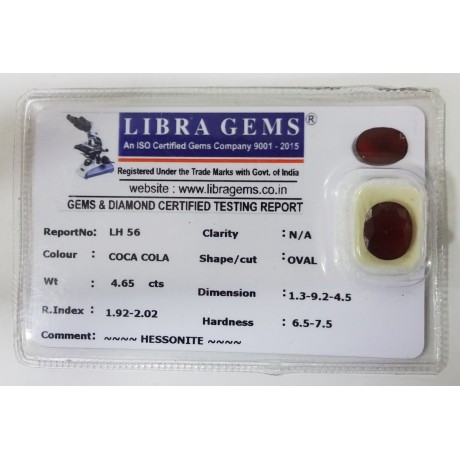 LIBRA GEMS ®
An ISO Certified Gems Company 9001 - 2015
Registered Under the Trade Marks with Govt. of India
website : www.libragems.co.in
GEMS & DIAMOND CERTIFIED TESTING REPORT
ReportNo: LH 56 Clarity : N/A
Colour : COCA COLA Shape/cut : OVAL
Wt : 4.65 cts Dimension : 1.3-9.2-4.5
R.Index : 1.92-2.02 Hardness : 6.5-7.5
Comment: ~~~~ HESSONITE ~~~~